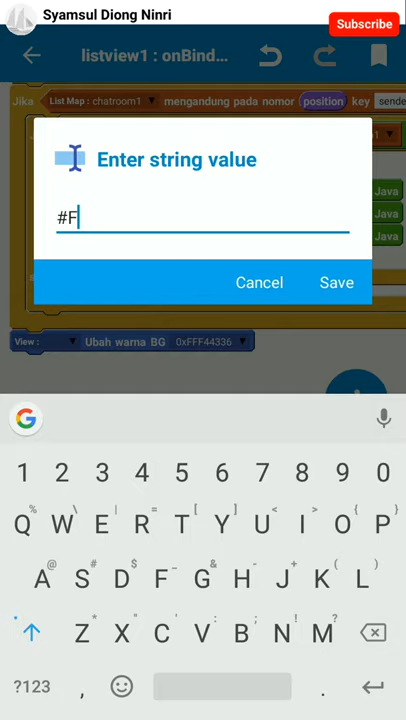 Syamsul Diong Ninri
Subscribe
listview1 : onBind...
Jika List Map : chatroom1 mengandung pada nomor position key sende
Enter string value
#F
Java
Java
Java
Cancel Save
View : Ubah warna BG 0xFFF44336
1 2 3 4 5 6 7 8 9 0
% \ | = [ ] < > { }
Q W E R T Y U I O P
@ # $ _ & - + ( )
A S D F G H J K L
* " ' : ; ! ?
Z X C V B N M
?123 , .